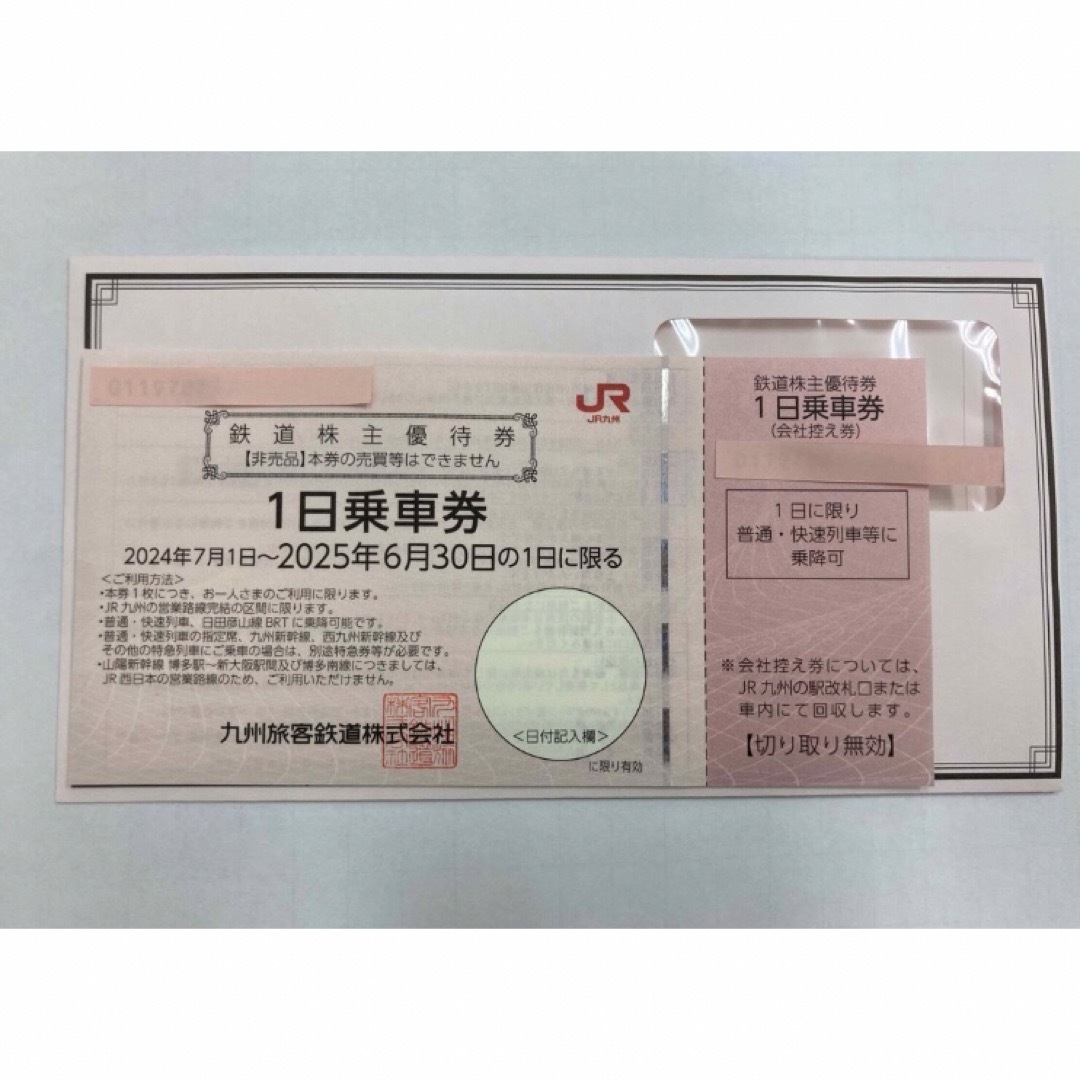 JR
JR九州
鉄道株主優待券
【非売品】本券の売買等はできません
1日乗車券
2024年7月1日～2025年6月30日の1日に限る
＜ご利用方法＞
・本券1枚につき、お一人さまのご利用に限ります。
・JR九州の営業路線完結の区間に限ります。
・普通・快速列車、日田彦山線BRTに乗降可能です。
・普通・快速列車の指定席、九州新幹線、西九州新幹線及び
その他の特急列車にご乗車の場合は、別途特急券等が必要です。
・山陽新幹線 博多駅～新大阪駅間及び博多南線につきましては、
JR西日本の営業路線のため、ご利用いただけません。
九州旅客鉄道株式会社
＜日付記入欄＞
に限り有効
鉄道株主優待券
1日乗車券
(会社控え券)
1日に限り
普通・快速列車等に
乗降可
※会社控え券については、
JR九州の駅改札口または
車内にて回収します。
【切り取り無効】